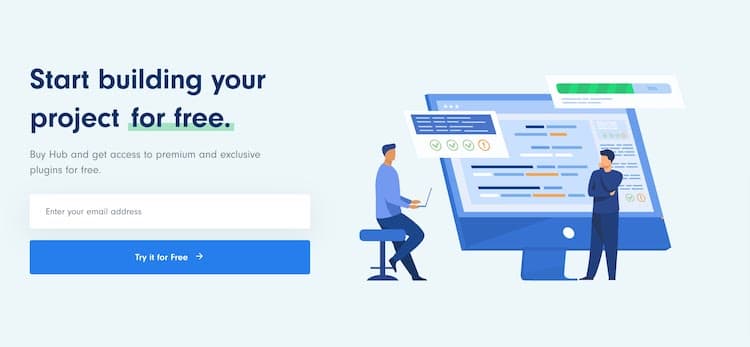 Start building your
project for free.
Buy Hub and get access to premium and exclusive
plugins for free.
Enter your email address
Try it for Free →